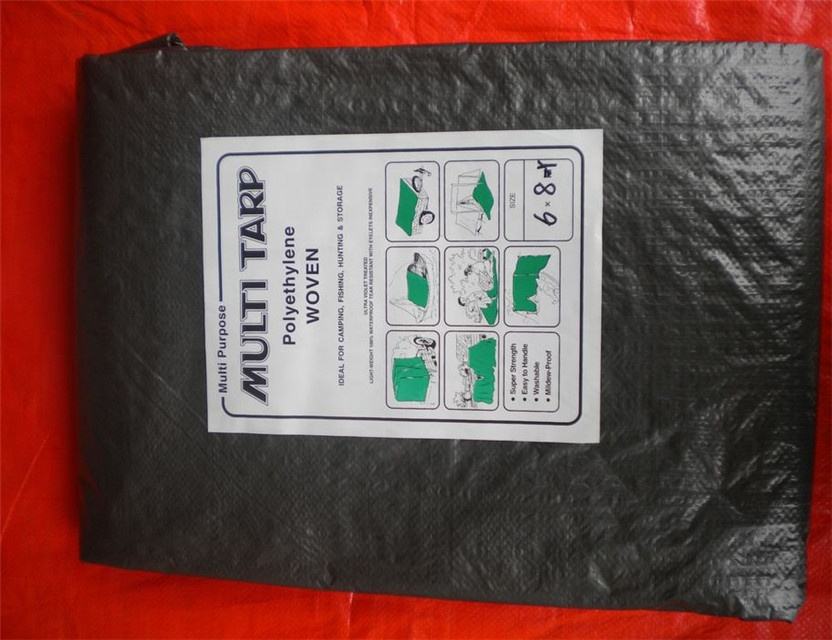 Multi Purpose
MULTI TARP
Polyethylene
WOVEN
IDEAL FOR CAMPING, FISHING, HUNTING & STORAGE
ULTRA VIOLET TREATED
LIGHT-WEIGHT 100% WATERPROOF TEAR RESISTANT WITH EYELETS INEXPENSIVE
SIZE
6 × 8
• Super Strength
• Easy to Handle
• Washable
• Mildew-Proof